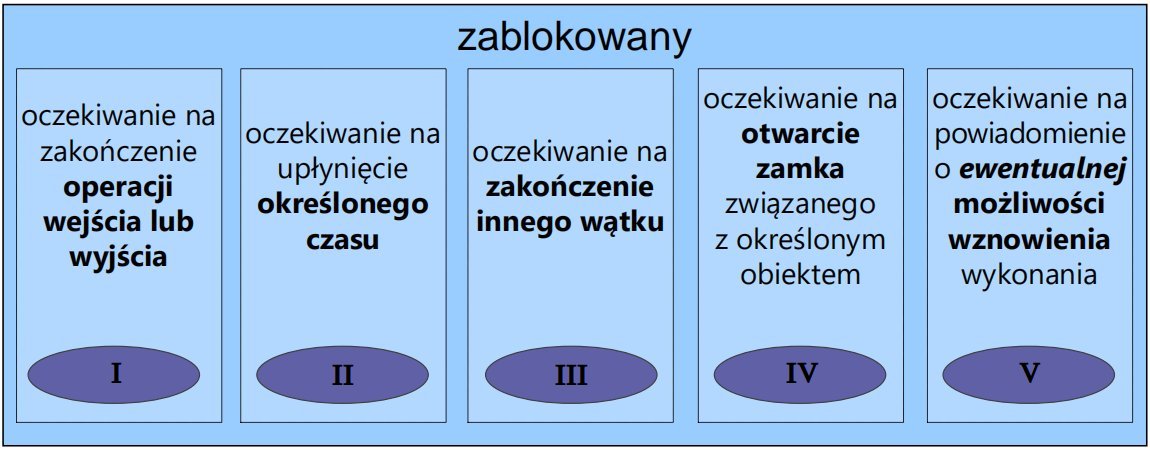 zablokowany
oczekiwanie na
zakończenie
operacji
wejścia lub
wyjścia
I
oczekiwanie na
upłynięcie
określonego
czasu
II
oczekiwanie na
zakończenie
innego wątku
III
oczekiwanie na
otwarcie
zamka
związanego
z określonym
obiektem
IV
oczekiwanie na
powiadomienie
o ewentualnej
możliwości
wznowienia
wykonania
V